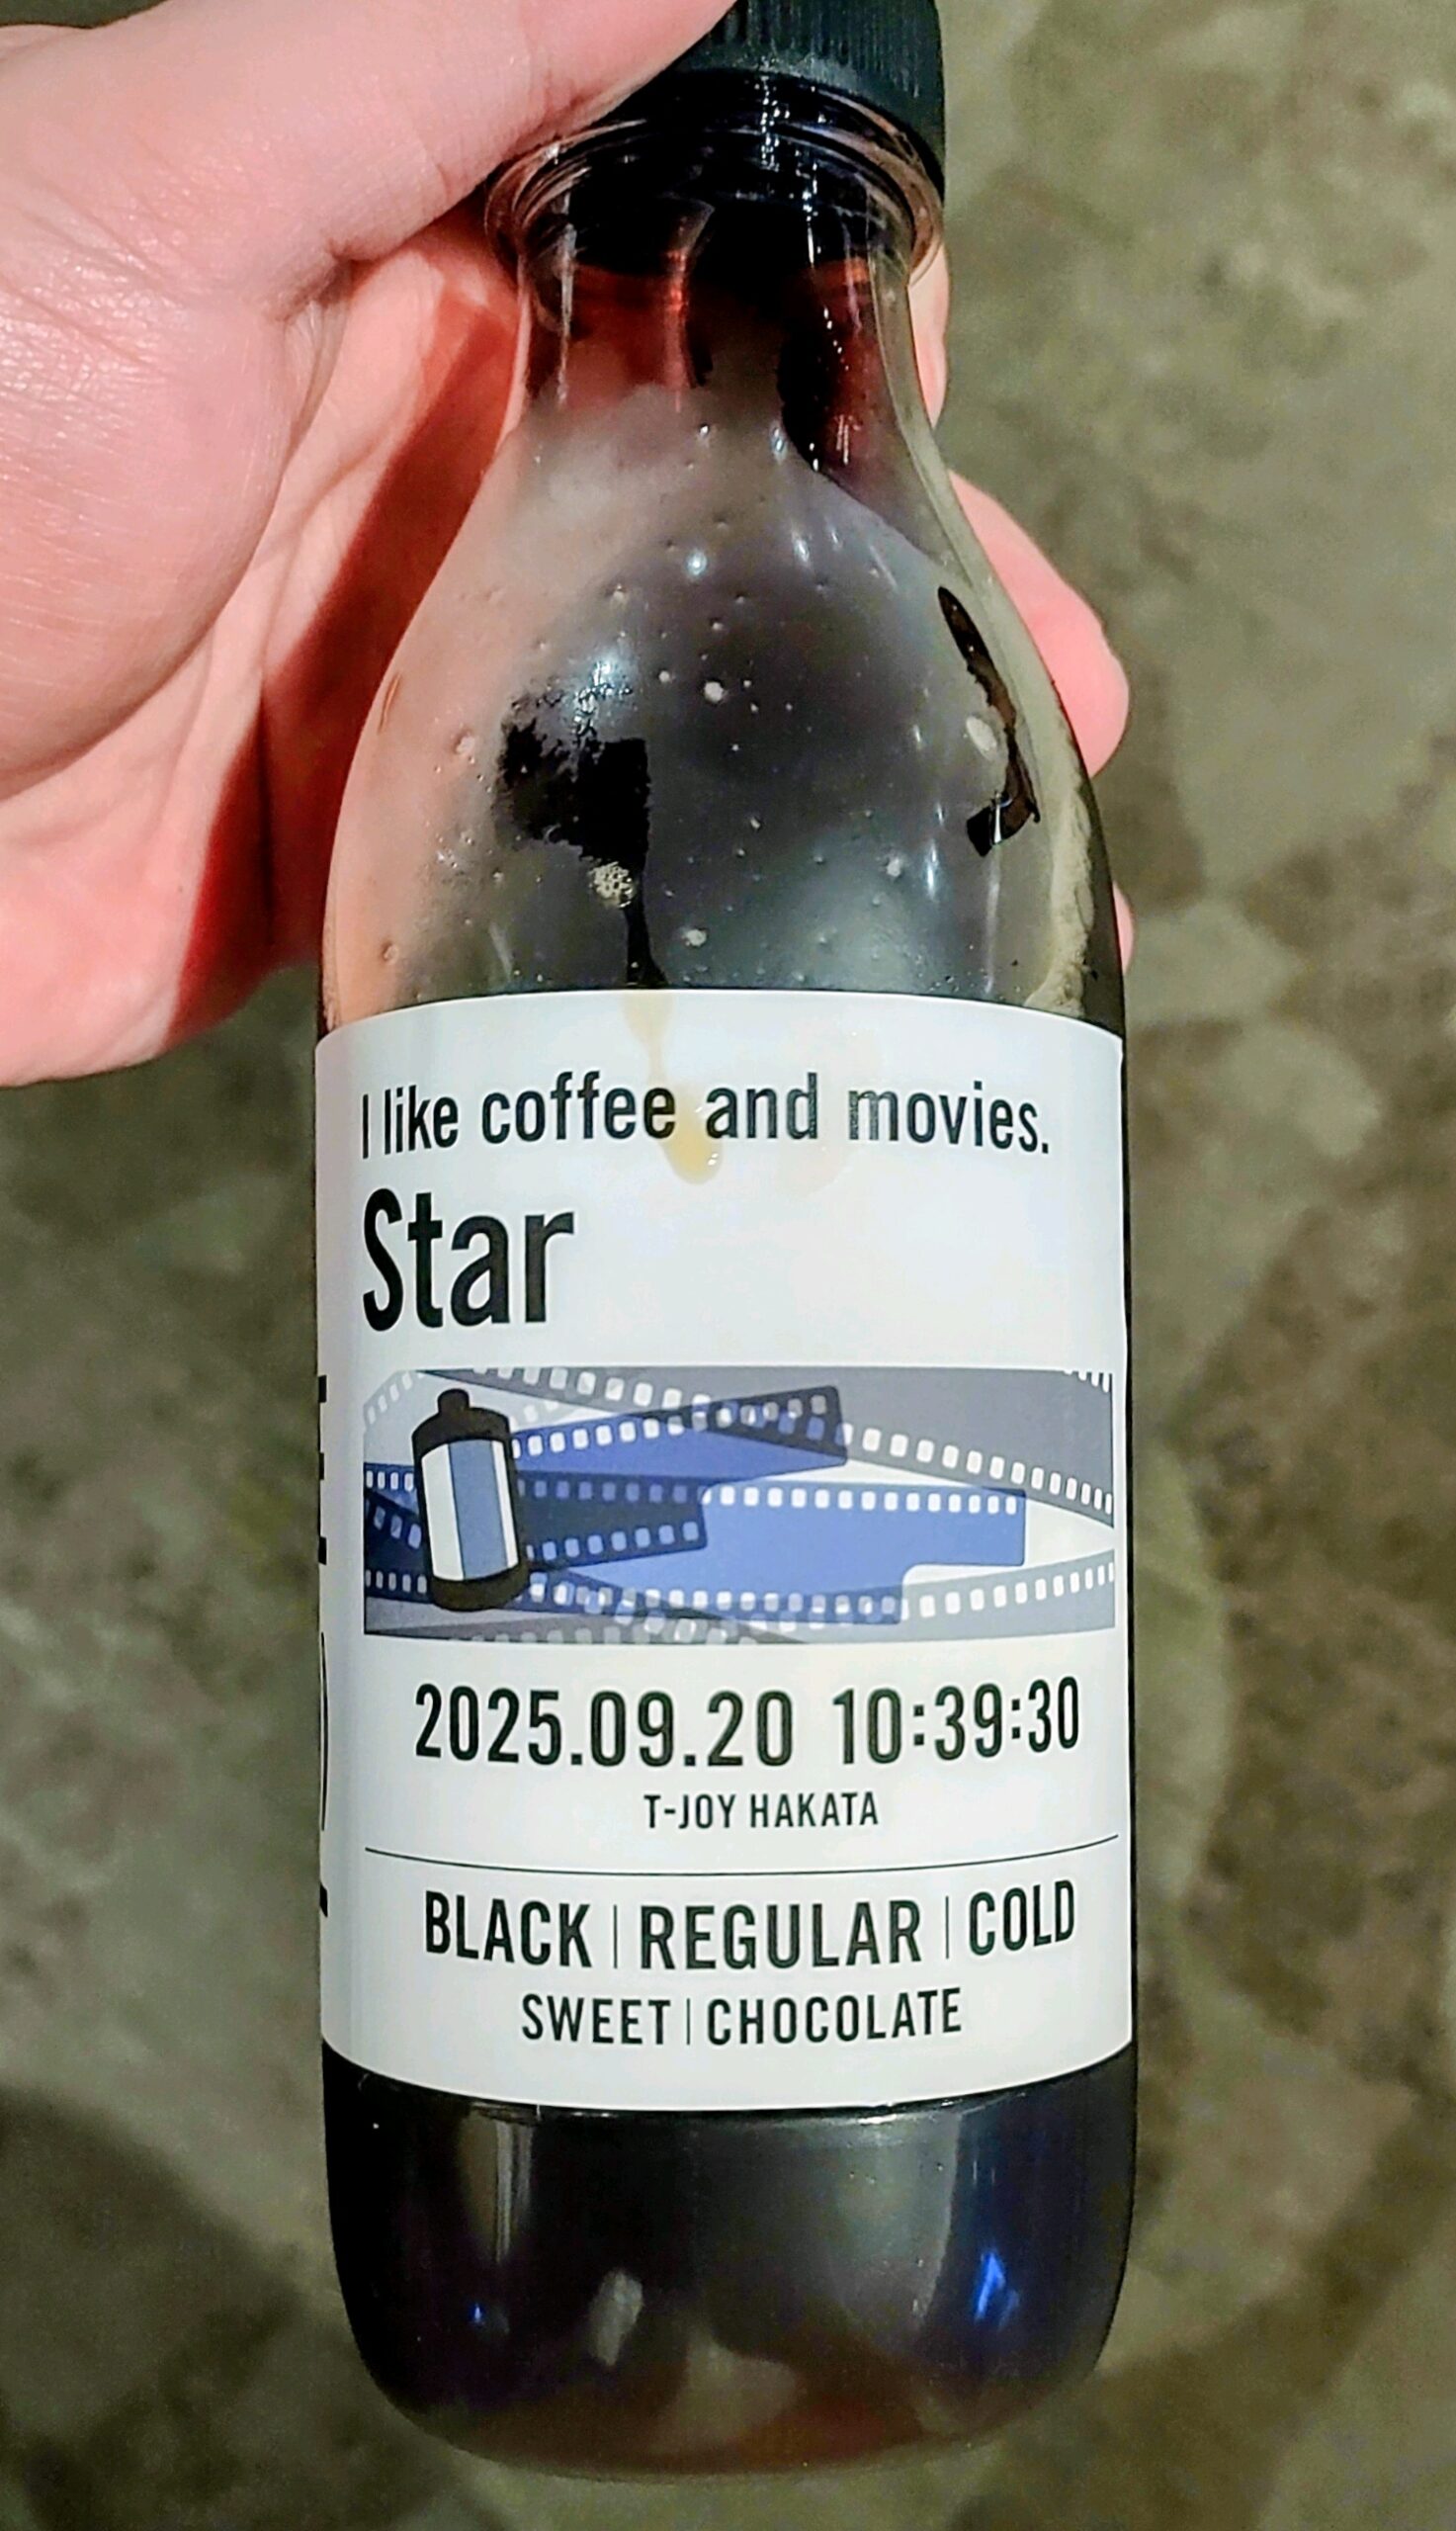 I like coffee and movies.
Star
2025.09.20 10:39:30
T-JOY HAKATA
BLACK | REGULAR | COLD
SWEET | CHOCOLATE